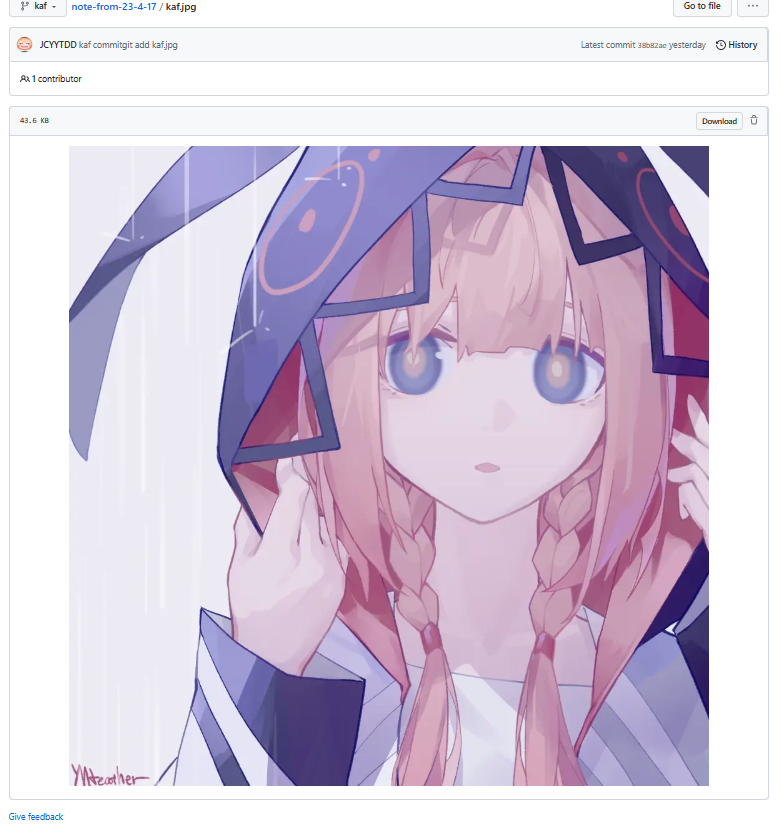 kaf
note-from-23-4-17 / kaf.jpg
Go to file
JCYYTDD kaf commitgit add kaf.jpg
Latest commit 38b82ae yesterday
History
1 contributor
43.6 KB
Download
Give feedback